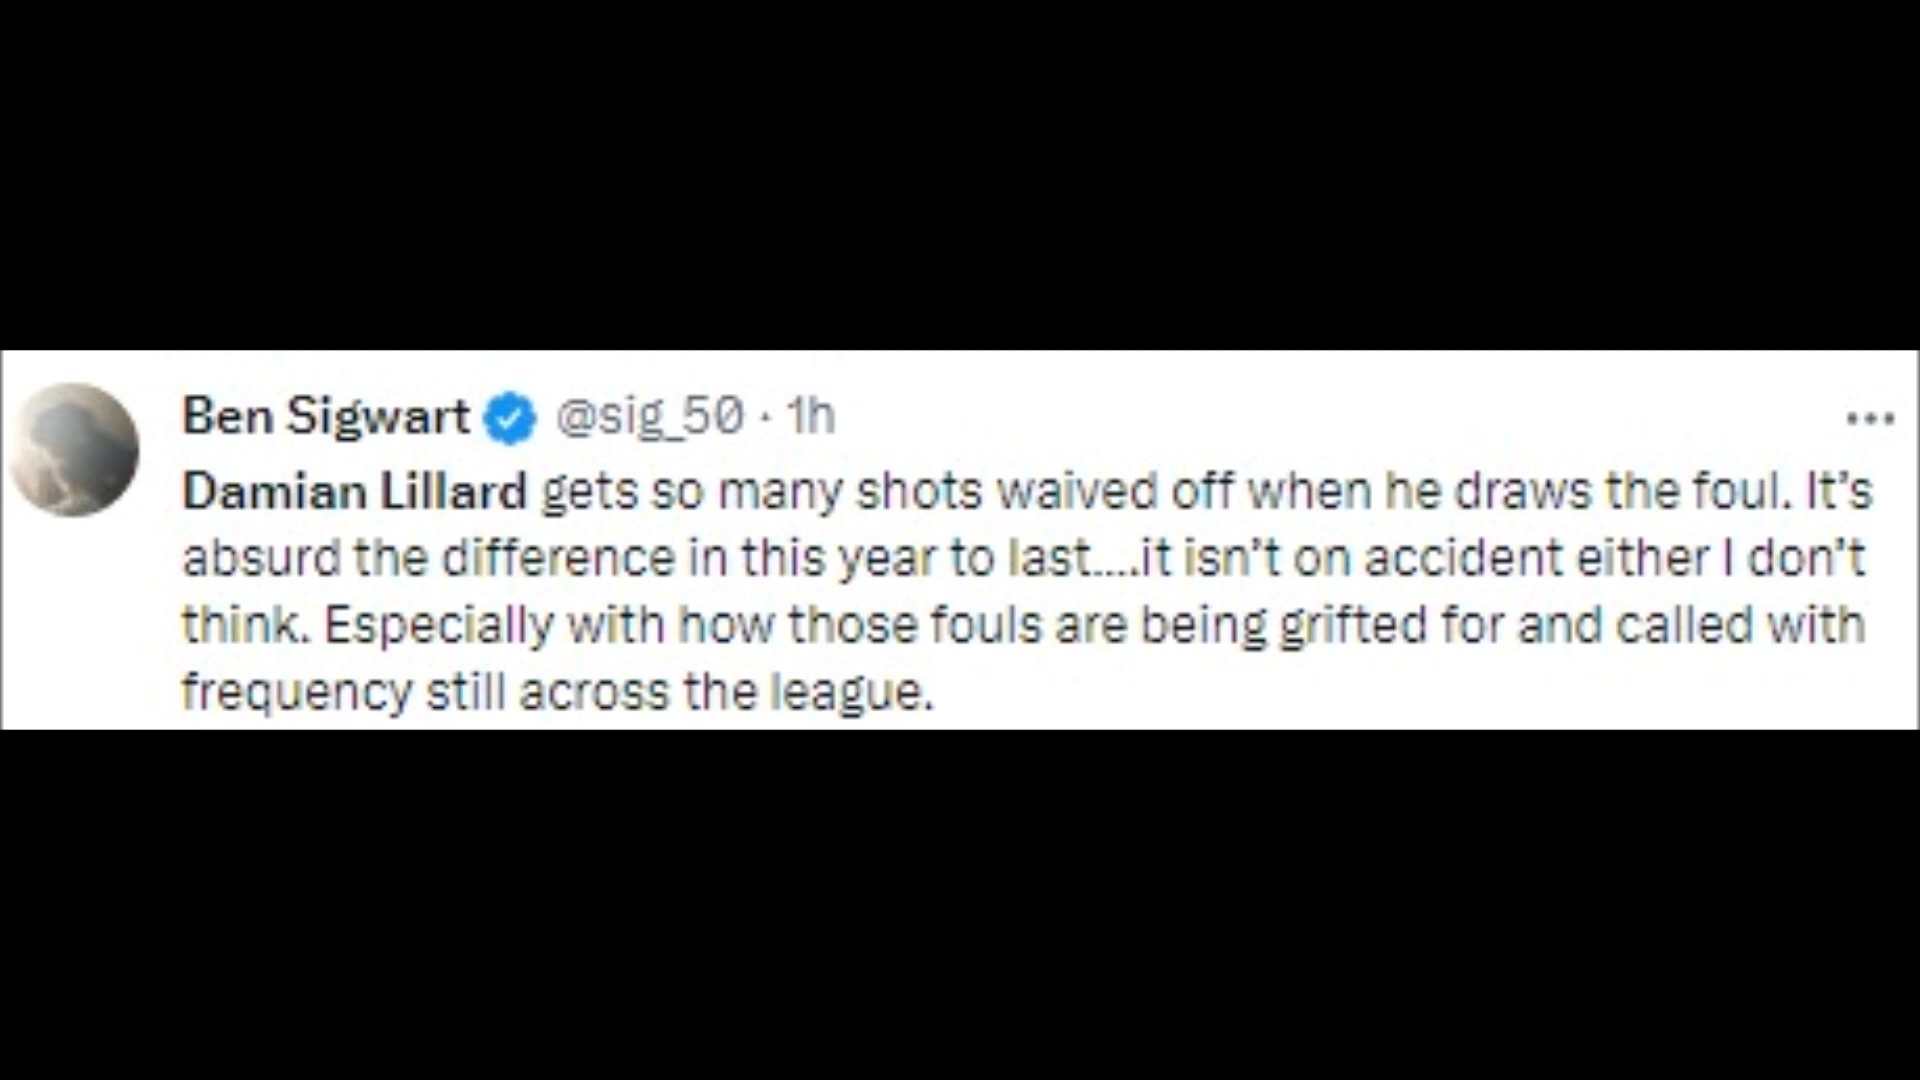 Ben Sigwart @sig_50 · 1h
Damian Lillard gets so many shots waived off when he draws the foul. It's
absurd the difference in this year to last....it isn't on accident either I don't
think. Especially with how those fouls are being grifted for and called with
frequency still across the league.